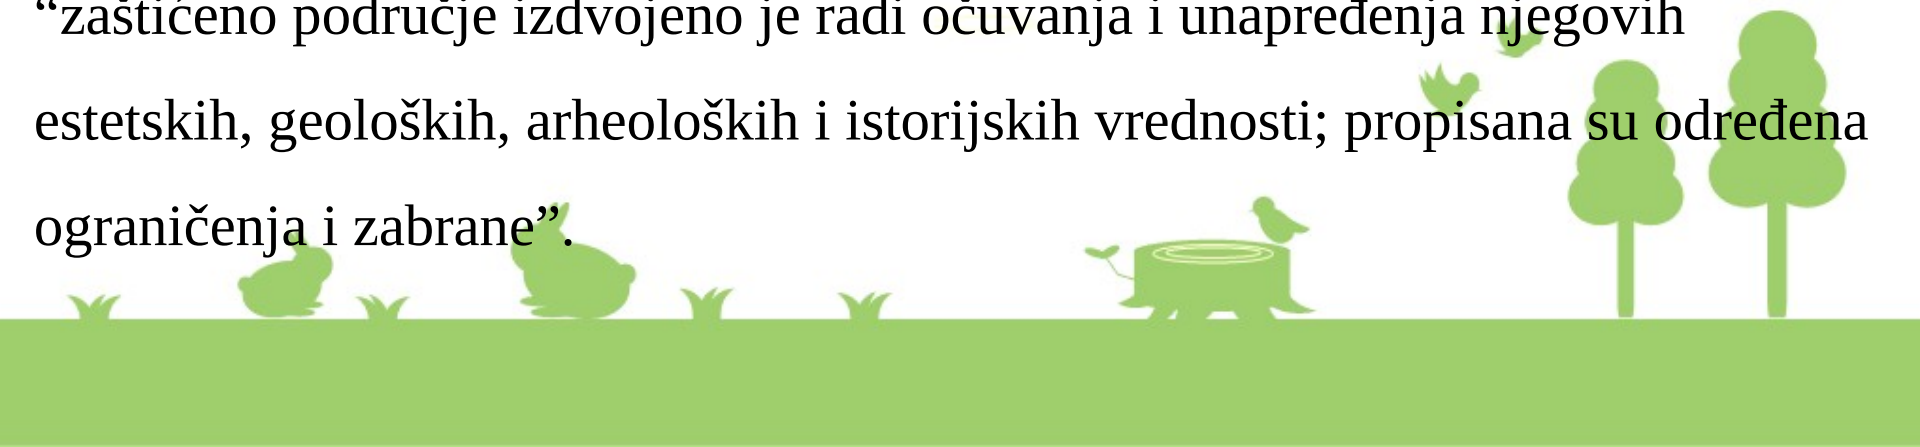 “zaštićeno područje izdvojeno je radi očuvanja i unapređenja njegovih
estetskih, geoloških, arheoloških i istorijskih vrednosti; propisana su određena
ograničenja i zabrane”.